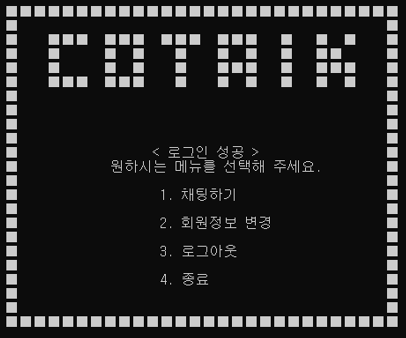 COTAIK
< 로그인 성공 >
원하시는 메뉴를 선택해 주세요.
1. 채팅하기
2. 회원정보 변경
3. 로그아웃
4. 종료